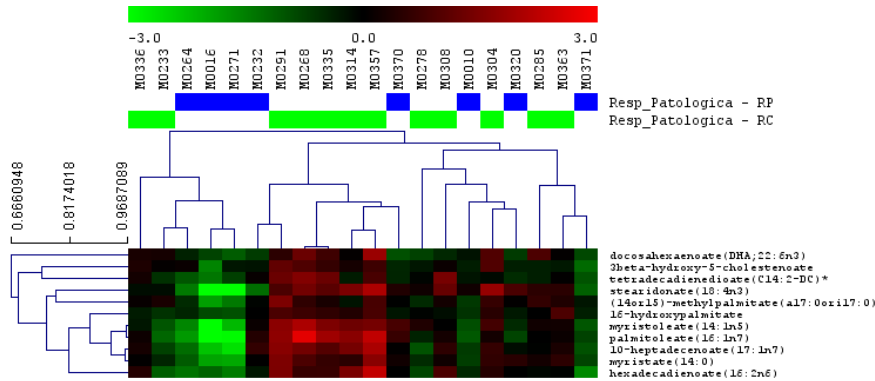 -3.0 0.0 3.0
M0336
M0233
M0264
M0016
M0271
M0232
M0291
M0268
M0335
M0314
M0357
M0370
M0278
M0308
M0010
M0304
M0320
M0285
M0363
M0371
Resp_Patologica - RP
Resp_Patologica - RC
0.6660948
0.8174018
0.9687089
docosahexaenoate(DHA;22:6n3)
3beta-hydroxy-5-cholestenoate
tetradecadienedioate(C14:2-DC)*
stearidonate(18:4n3)
(14or15)-methylpalmitate(a17:0ori17:0)
16-hydroxypalmitate
myristoleate(14:1n5)
palmitoleate(16:1n7)
10-heptadecenoate(17:1n7)
myristate(14:0)
hexadecadienoate(16:2n6)